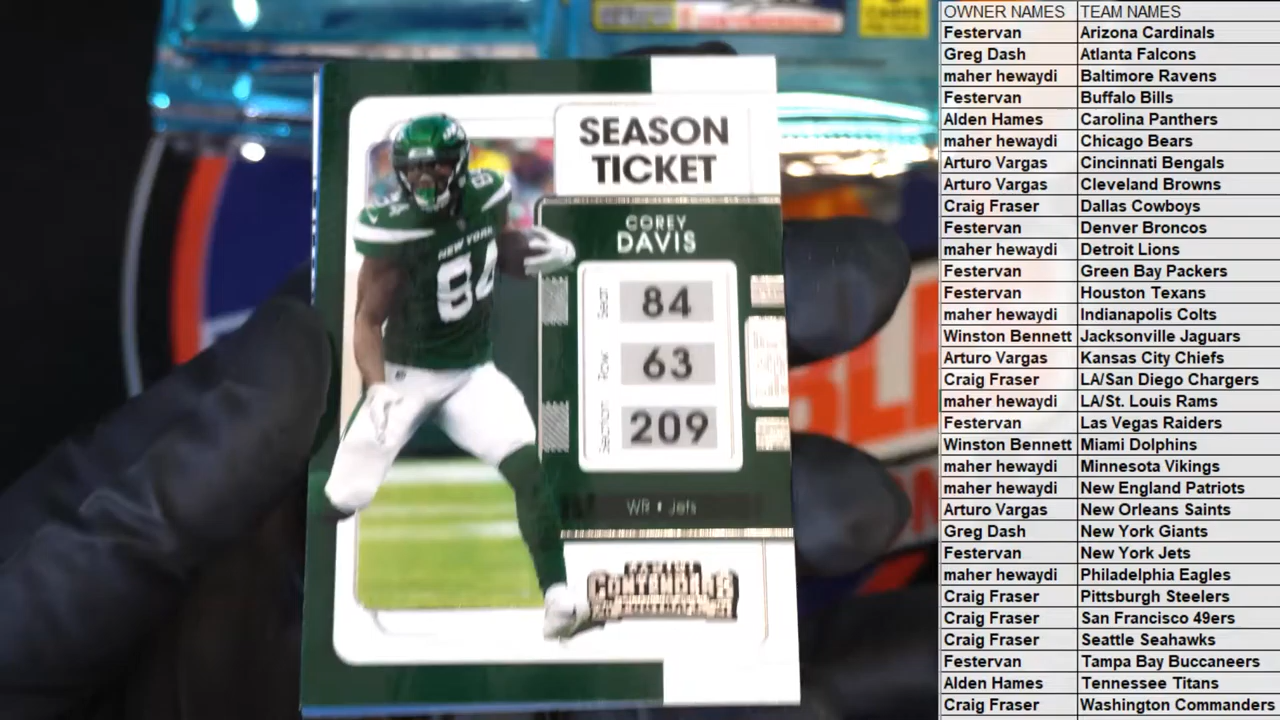 SEASON
TICKET
COREY
DAVIS
Seat 84
Row 63
Section 209
WR • Jets
CONTENDERS
NEW YORK
84
OWNER NAMES TEAM NAMES
Festervan Arizona Cardinals
Greg Dash Atlanta Falcons
maher hewaydi Baltimore Ravens
Festervan Buffalo Bills
Alden Hames Carolina Panthers
maher hewaydi Chicago Bears
Arturo Vargas Cincinnati Bengals
Arturo Vargas Cleveland Browns
Craig Fraser Dallas Cowboys
Festervan Denver Broncos
maher hewaydi Detroit Lions
Festervan Green Bay Packers
Festervan Houston Texans
maher hewaydi Indianapolis Colts
Winston Bennett Jacksonville Jaguars
Arturo Vargas Kansas City Chiefs
Craig Fraser LA/San Diego Chargers
maher hewaydi LA/St. Louis Rams
Festervan Las Vegas Raiders
Winston Bennett Miami Dolphins
maher hewaydi Minnesota Vikings
maher hewaydi New England Patriots
Arturo Vargas New Orleans Saints
Greg Dash New York Giants
Festervan New York Jets
maher hewaydi Philadelphia Eagles
Craig Fraser Pittsburgh Steelers
Craig Fraser San Francisco 49ers
Craig Fraser Seattle Seahawks
Festervan Tampa Bay Buccaneers
Alden Hames Tennessee Titans
Craig Fraser Washington Commanders